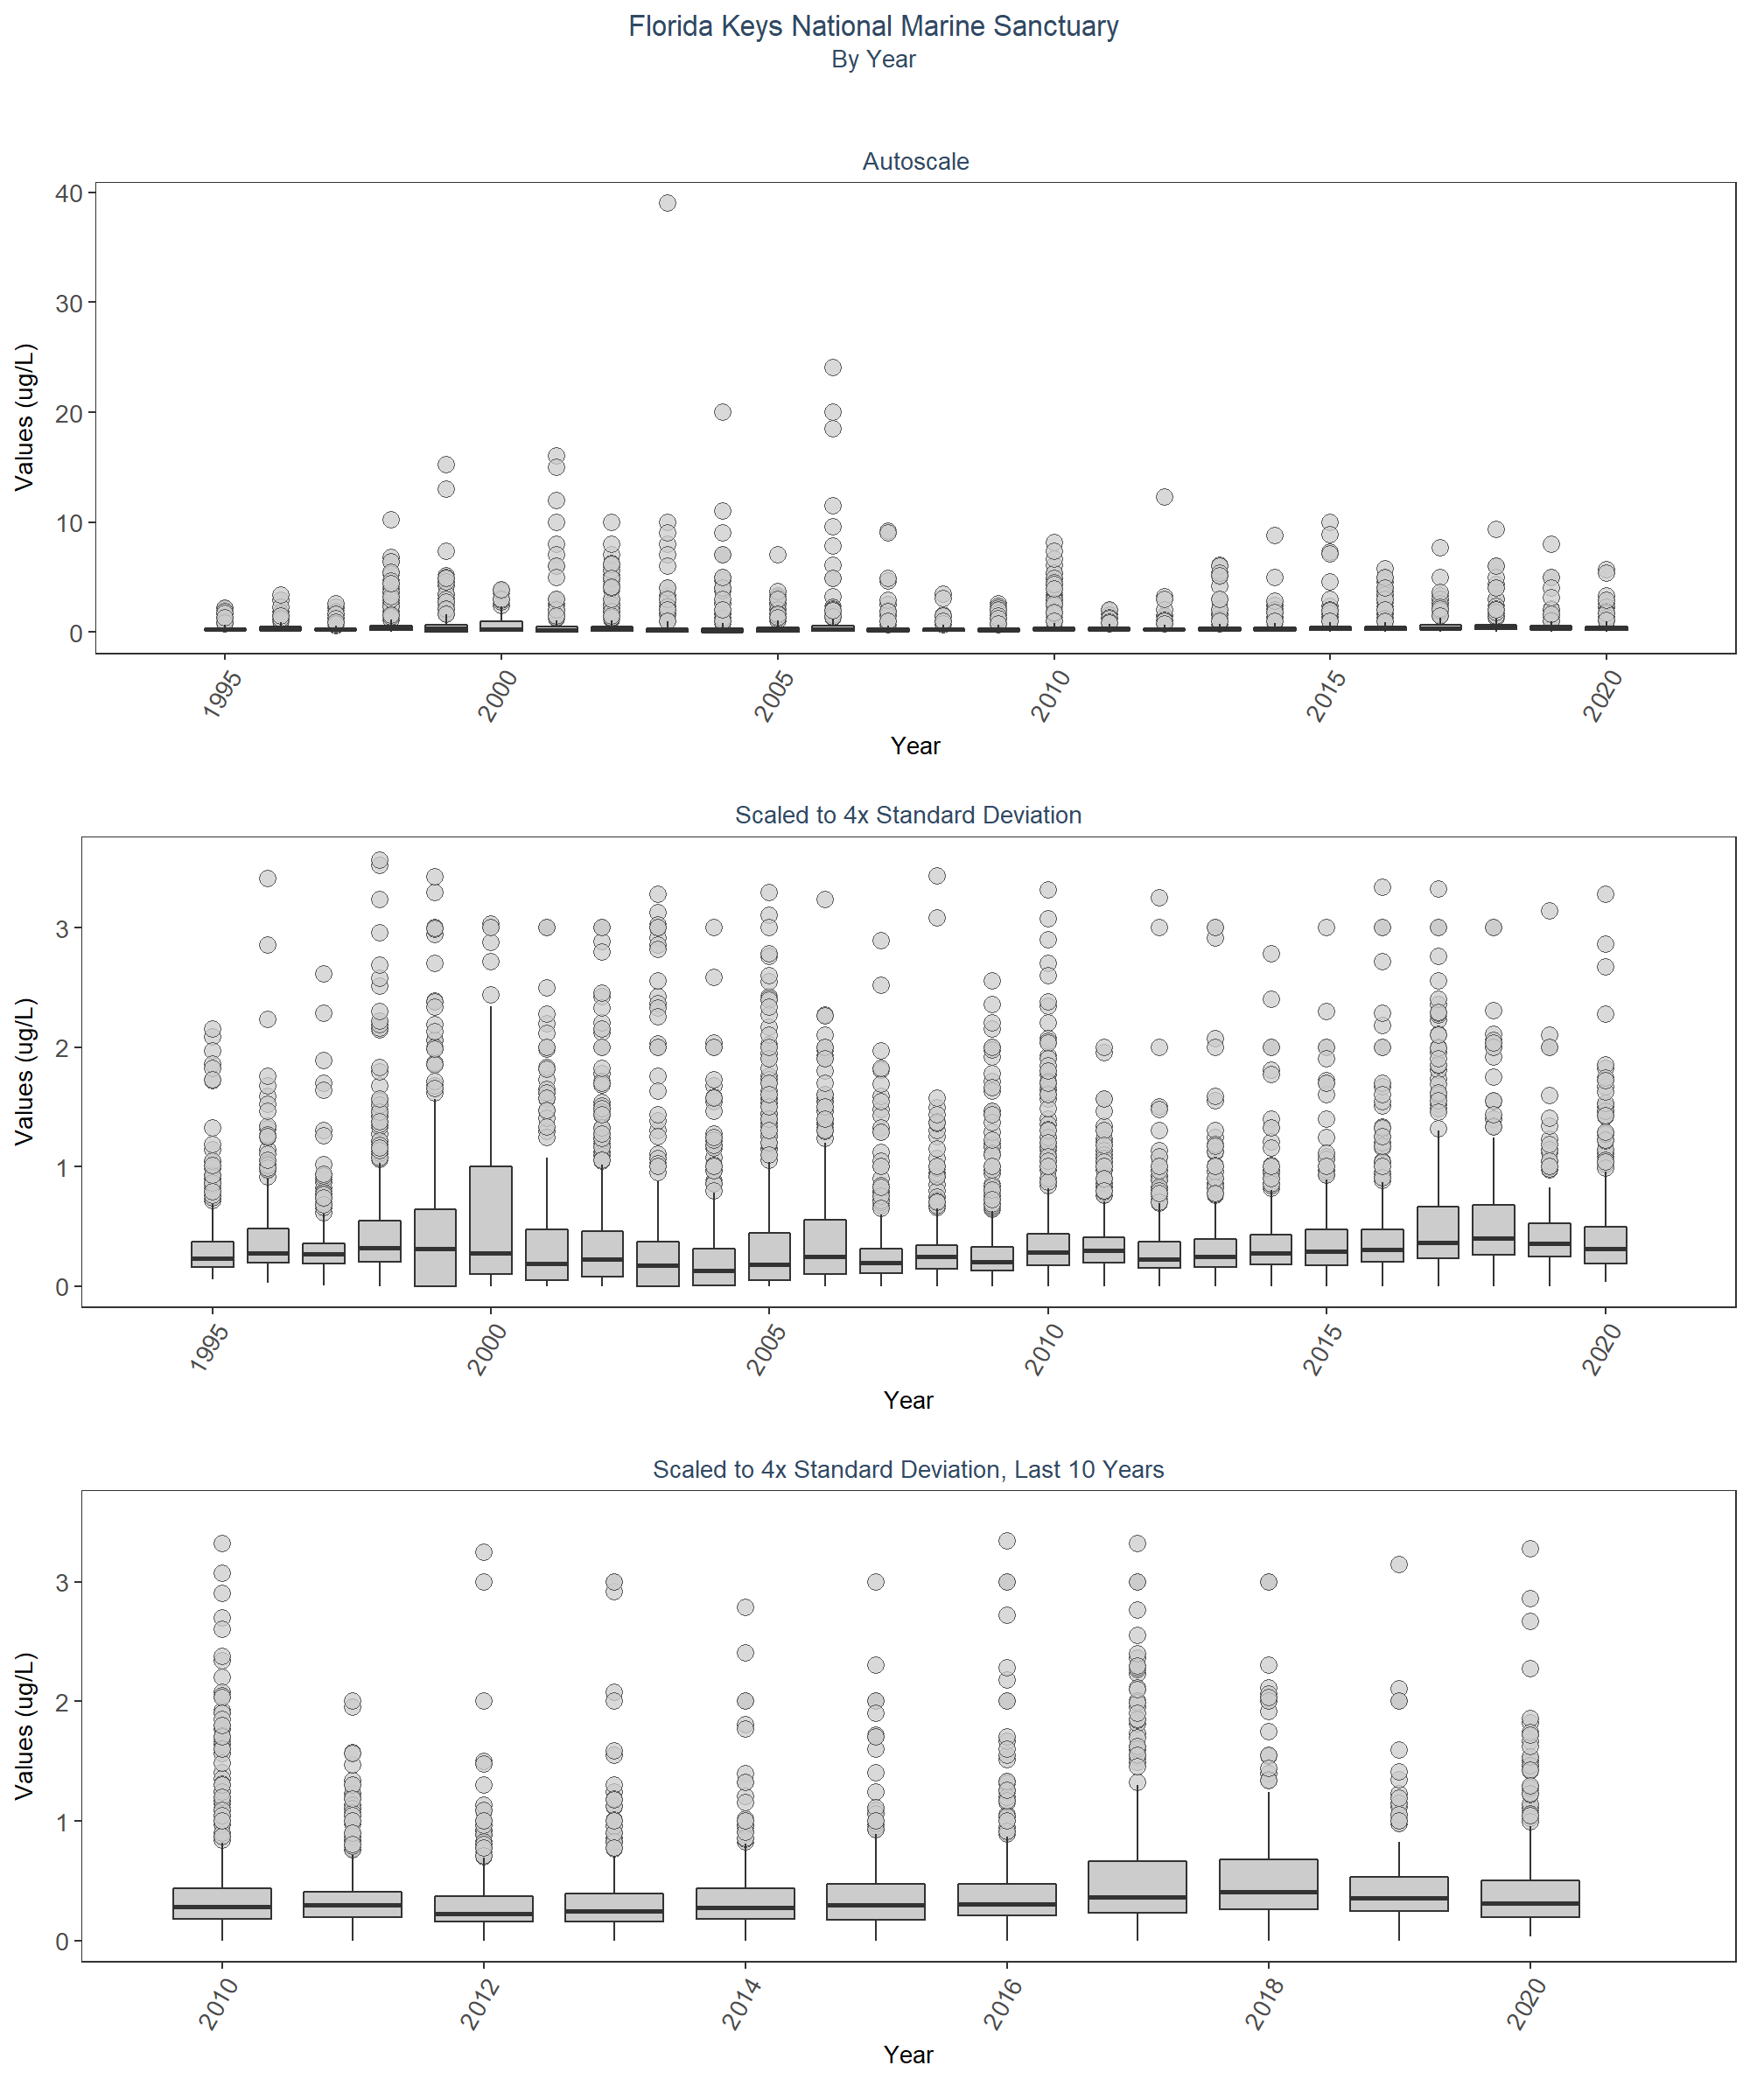 Florida Keys National Marine Sanctuary
By Year
Autoscale
40
30
20
10
0
Values (ug/L)
1995
2000
2005
2010
2015
2020
Year
Scaled to 4x Standard Deviation
3
2
1
0
Values (ug/L)
1995
2000
2005
2010
2015
2020
Year
Scaled to 4x Standard Deviation, Last 10 Years
3
2
1
0
Values (ug/L)
2010
2012
2014
2016
2018
2020
Year